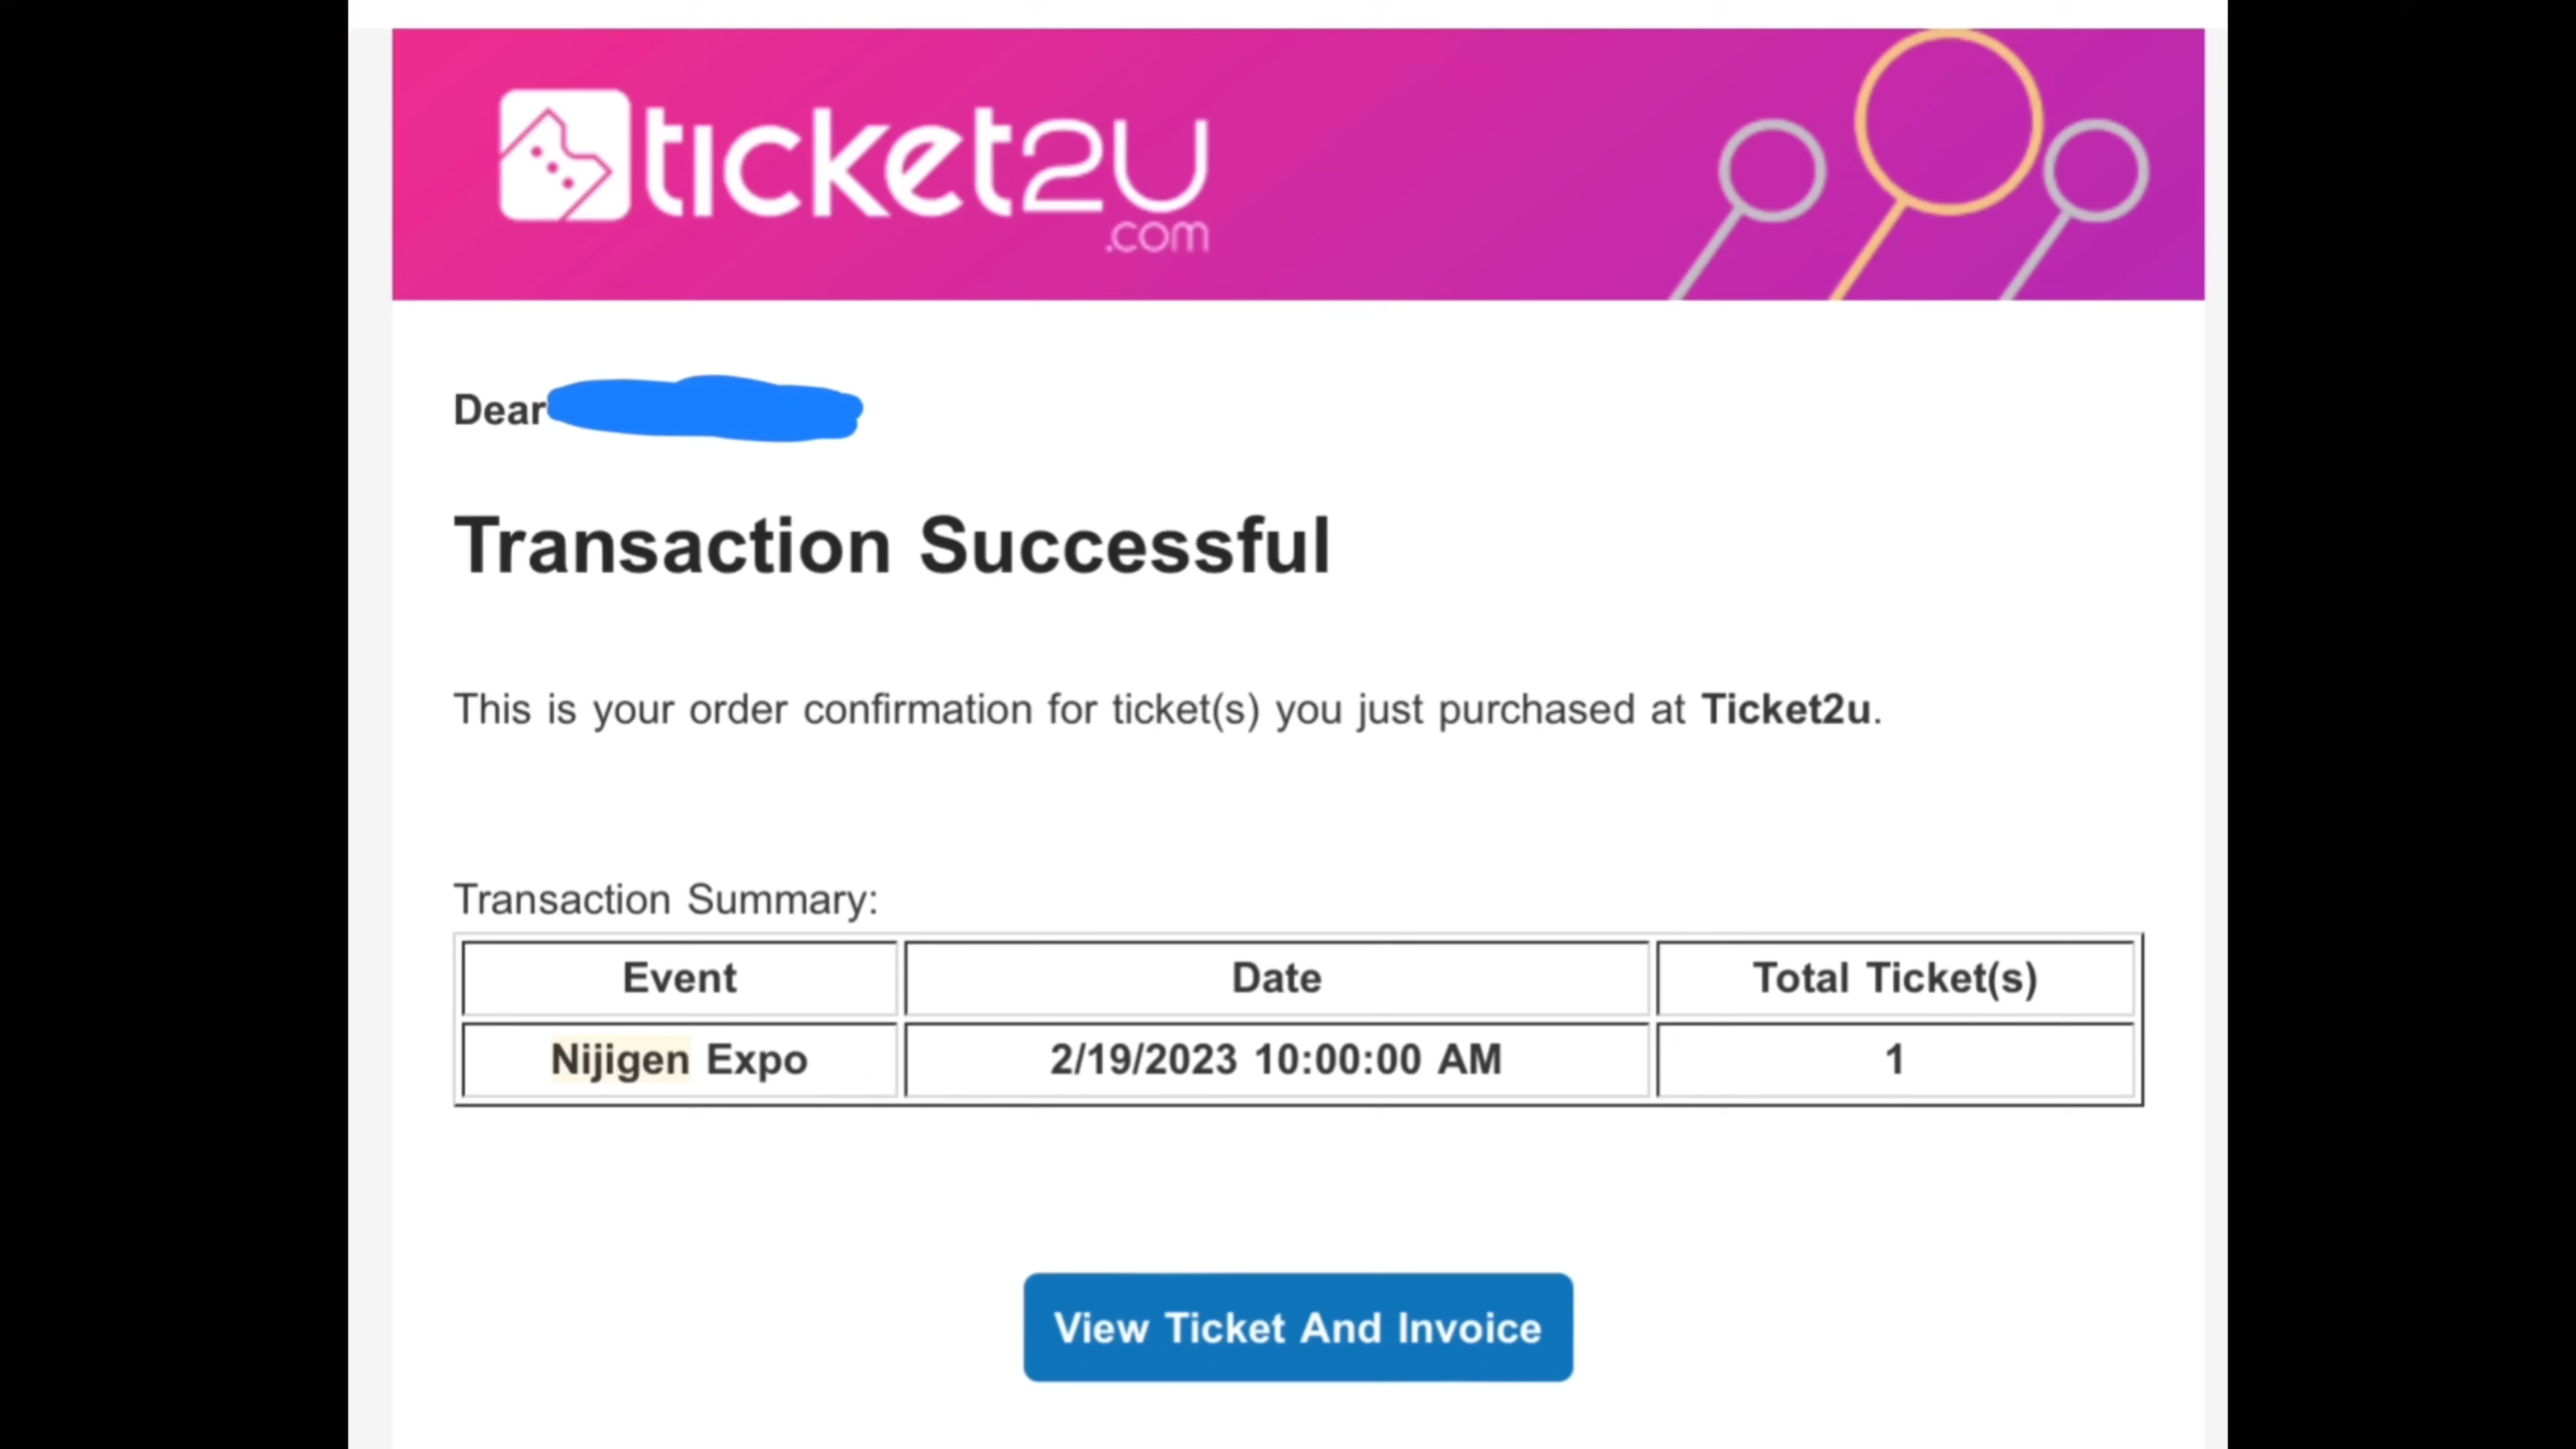 ticket2u
.com
Dear
Transaction Successful
This is your order confirmation for ticket(s) you just purchased at Ticket2u.
Transaction Summary:
Event Date Total Ticket(s)
Nijigen Expo 2/19/2023 10:00:00 AM 1
View Ticket And Invoice